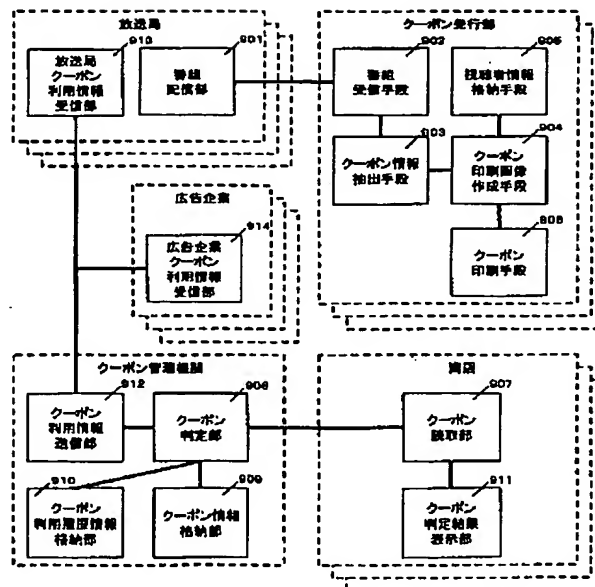 放送局
910
放送局
クーポン
利用情報
受信部
901
番組
配信部
クーポン発行部
902
番組
受信手段
905
視聴者情報
格納手段
903
クーポン情報
抽出手段
904
クーポン
印刷画像
作成手段
906
クーポン
印刷手段
広告企業
914
広告企業
クーポン
利用情報
受信部
クーポン管理機関
912
クーポン
利用情報
送信部
908
クーポン
判定部
910
クーポン
利用履歴情報
格納部
909
クーポン情報
格納部
商店
907
クーポン
読取部
911
クーポン
判定結果
表示部